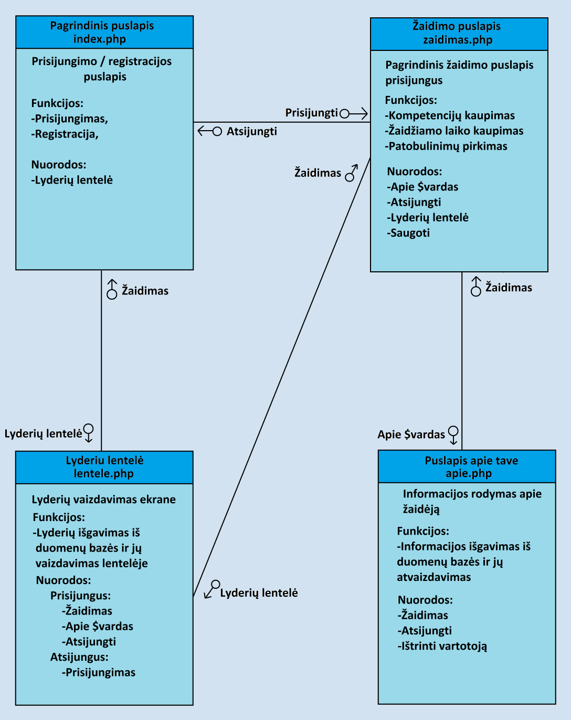 Pagrindinis puslapis
index.php
Prisijungimo / registracijos
puslapis
Funkcijos:
-Prisijungimas,
-Registracija,
Nuorodos:
-Lyderių lentelė
Prisijungti
Atsijungti
Žaidimo puslapis
zaidimas.php
Pagrindinis žaidimo puslapis
prisijungus
Funkcijos:
-Kompetencijų kaupimas
-Žaidžiamo laiko kaupimas
-Patobulinimų pirkimas
Nuorodos:
-Apie $vardas
-Atsijungti
-Lyderių lentelė
-Saugoti
Žaidimas
Žaidimas
Žaidimas
Lyderių lentelė
Apie $vardas
Lyderiu lentelė
lentele.php
Lyderių vaizdavimas ekrane
Funkcijos:
-Lyderių išgavimas iš
duomenų bazės ir jų
vaizdavimas lentelėje
Nuorodos:
Prisijungus:
-Žaidimas
-Apie $vardas
-Atsijungti
Atsijungus:
-Prisijungimas
Lyderių lentelė
Puslapis apie tave
apie.php
Informacijos rodymas apie
žaidėją
Funkcijos:
-Informacijos išgavimas iš
duomenų bazės ir jų
atvaizdavimas
Nuorodos:
-Žaidimas
-Atsijungti
-Ištrinti vartotoją